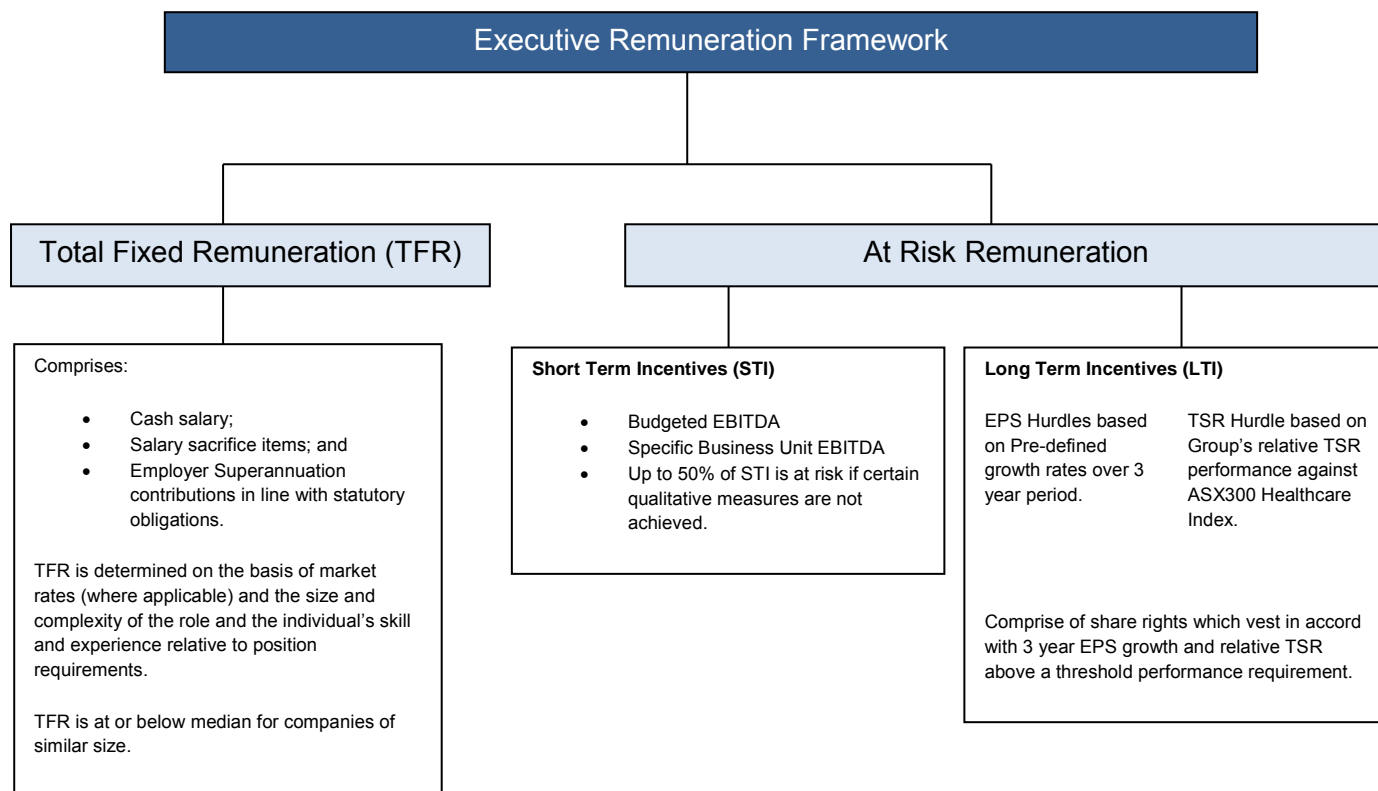 Executive Remuneration Framework
Total Fixed Remuneration (TFR)
At Risk Remuneration
Comprises:
• Cash salary;
• Salary sacrifice items; and
• Employer Superannuation
contributions in line with statutory
obligations.
TFR is determined on the basis of market
rates (where applicable) and the size and
complexity of the role and the individual’s skill
and experience relative to position
requirements.
TFR is at or below median for companies of
similar size.
Short Term Incentives (STI)
• Budgeted EBITDA
• Specific Business Unit EBITDA
• Up to 50% of STI is at risk if certain
qualitative measures are not
achieved.
Long Term Incentives (LTI)
EPS Hurdles based
on Pre-defined
growth rates over 3
year period.
TSR Hurdle based on
Group’s relative TSR
performance against
ASX300 Healthcare
Index.
Comprise of share rights which vest in accord
with 3 year EPS growth and relative TSR
above a threshold performance requirement.